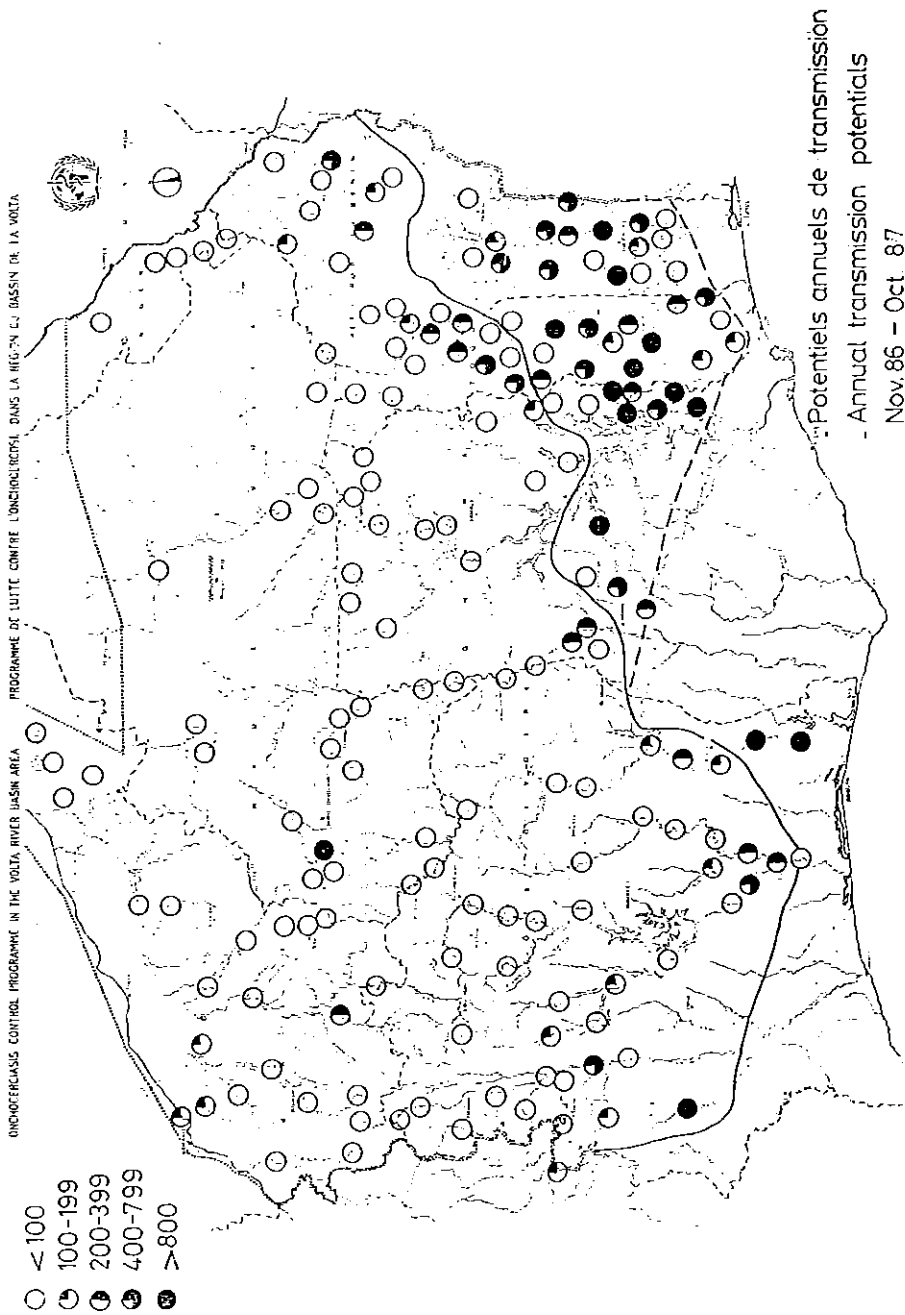 ONCHOCERCIASIS CONTROL PROGRAMME IN THE VOLTA RIVER BASIN AREA
PROGRAMME DE LUTTE CONTRE L'ONCHOCERCOSE DANS LA REGION DU BASSIN DE LA VOLTA
<100
100-199
200-399
400-799
>800
- Potentiels annuels de transmission
- Annual transmission potentials
Nov. 86 - Oct. 87